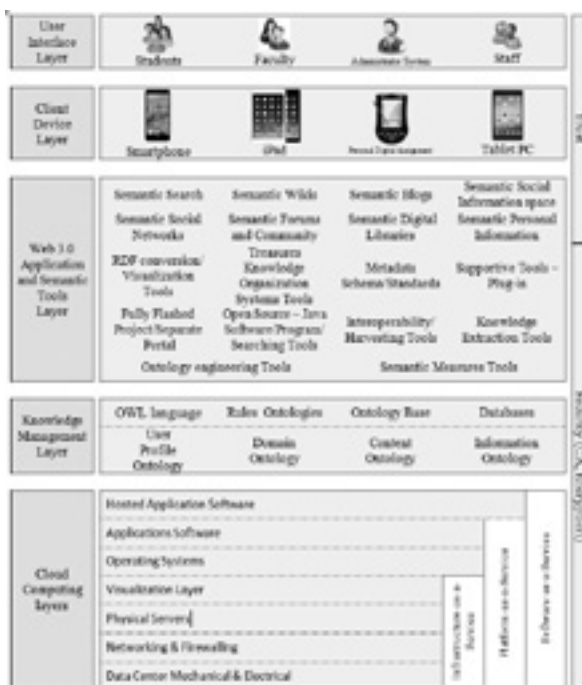 User
Interface
Layer
Students
Faculty
Administrator System
Staff
Client
Device
Layer
Smartphone
iPad
Personal Digital
Tablet PC
Web 3.0
Application
and Semantic
Tools
Layer
Semantic Search
Semantic Wikis
Semantic Blogs
Semantic Social
Information space
Semantic Social
Networks
Semantic Forums
and Community
Semantic Digital
Libraries
Semantic Personal
Information
RDF conversion/
Visualization
Tools
Treasures
Knowledge
Organization
Systems Tools
Metadata
Schema/Standards
Supportive Tools –
Plug-in
Fully Flashed
Project/Separate
Portal
Open Source – Java
Software/Program/
Searching Tools
Interoperability/
Harvesting Tools
Knowledge
Extraction Tools
Ontology engineering Tools
Semantic Measures Tools
Knowledge
Management
Layer
OWL language
Rules Ontologies
Ontology Base
Databases
User
Profile
Ontology
Domain
Ontology
Content
Ontology
Information
Ontology
Cloud
Computing
layers
Hosted Application Software
Applications Software
Operating Systems
Visualization Layer
Physical Servers
Networking & Firewalling
Data Center Mechanical & Electrical
Infrastructure-as-a-
Service
Platform-as-a-Service
Software-as-a-Service